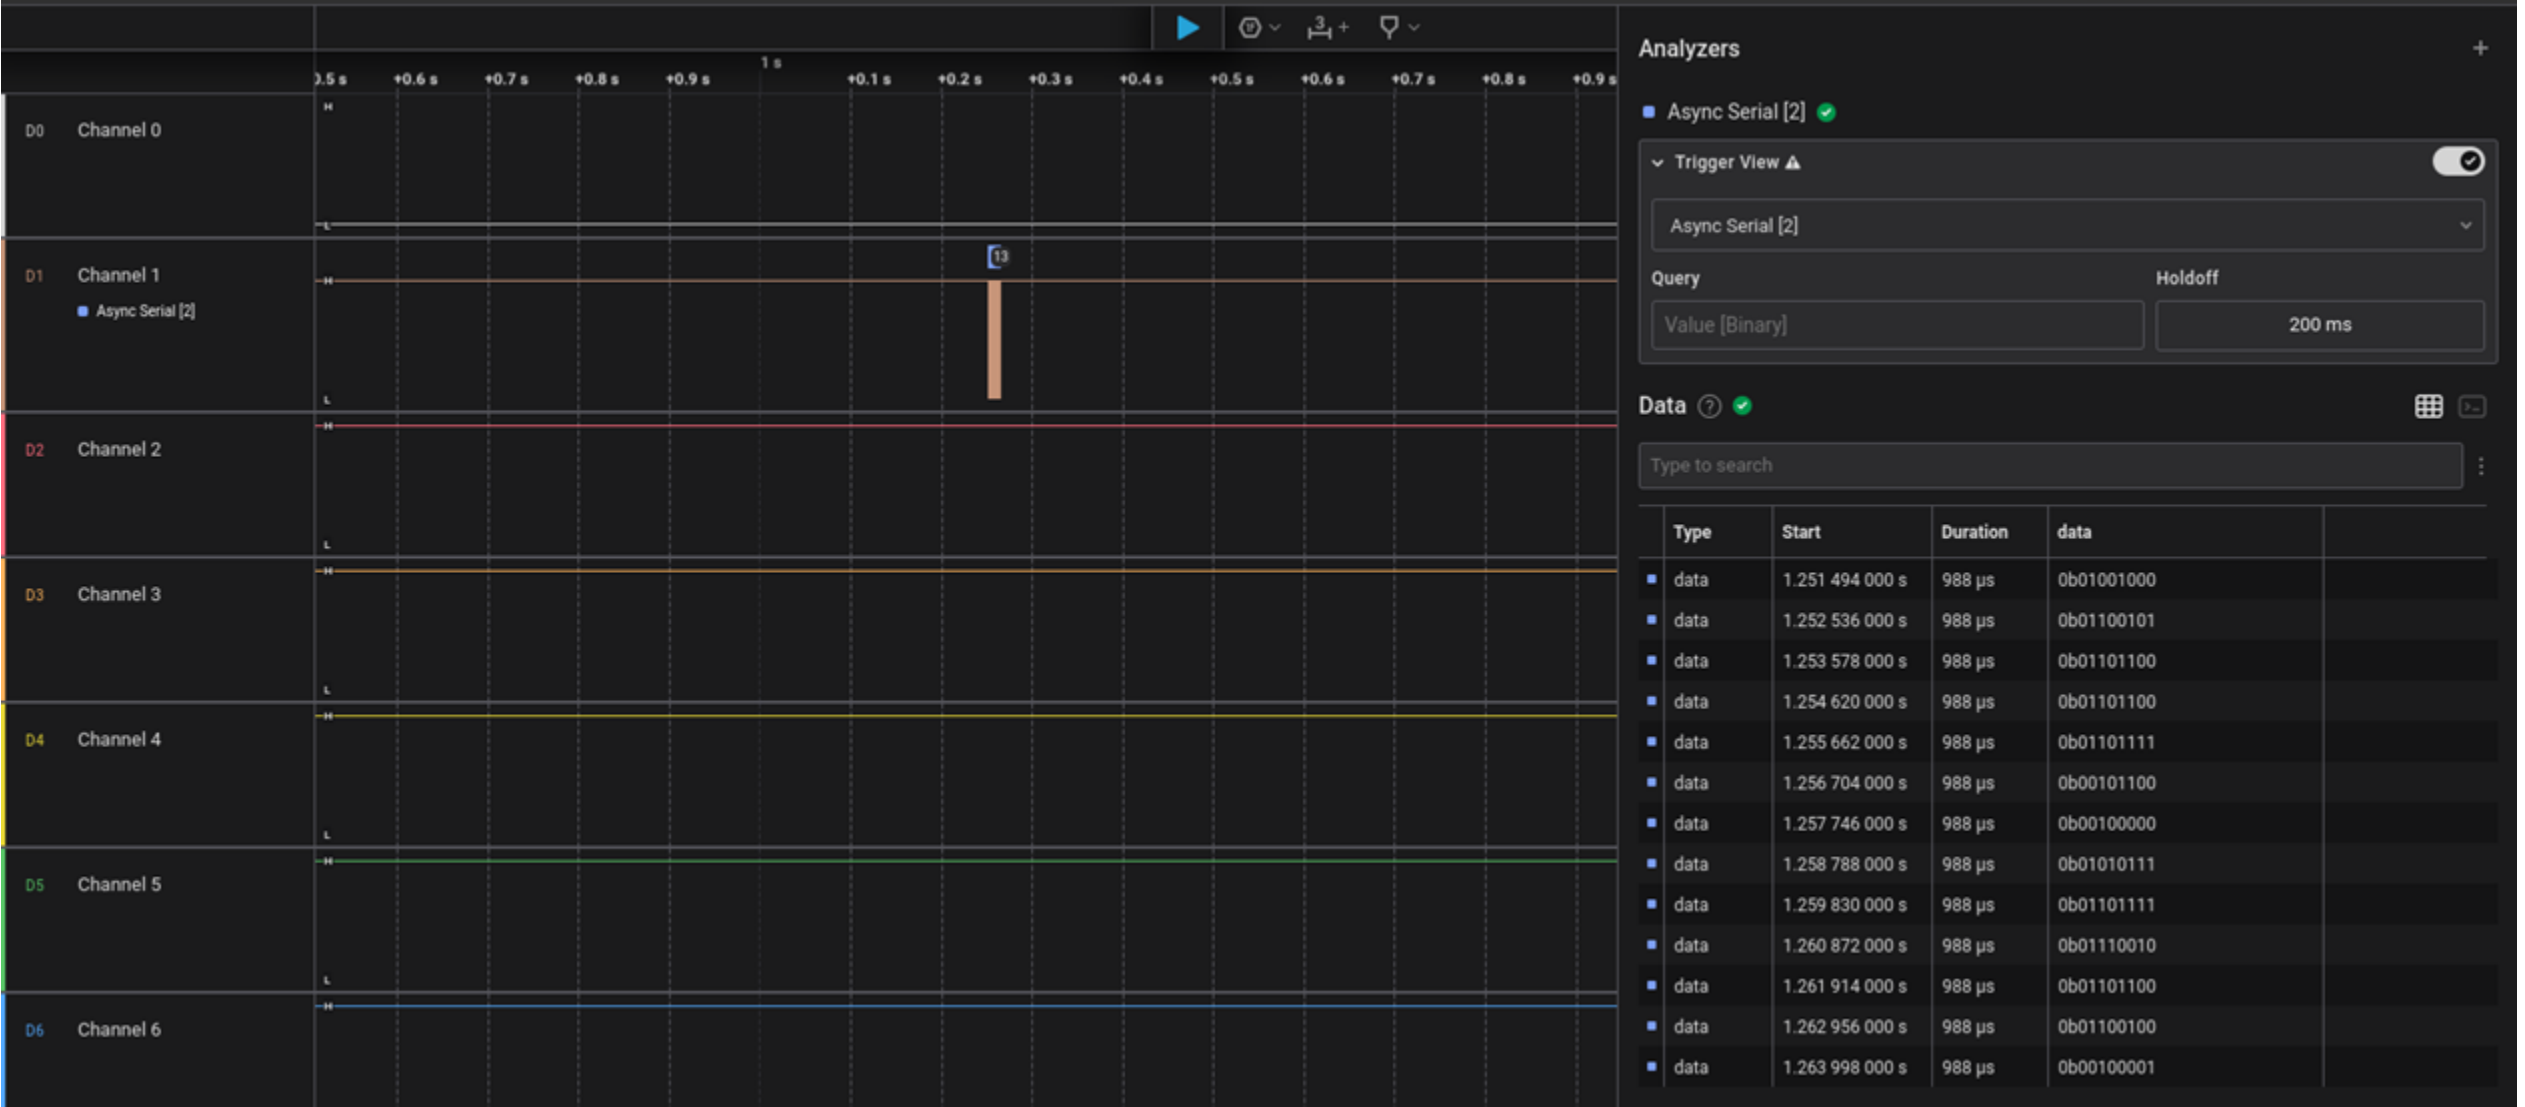 1 s
0.5 s +0.6 s +0.7 s +0.8 s +0.9 s +0.1 s +0.2 s +0.3 s +0.4 s +0.5 s +0.6 s +0.7 s +0.8 s +0.9 s
D0 Channel 0
H
L
D1 Channel 1
Async Serial [2]
13
H
L
D2 Channel 2
H
L
D3 Channel 3
H
L
D4 Channel 4
H
L
D5 Channel 5
H
L
D6 Channel 6
H
3 +
Analyzers +
Async Serial [2]
Trigger View
Async Serial [2]
Query Holdoff
Value [Binary] 200 ms
Data ?
Type to search
Type Start Duration data
data 1.251 494 000 s 988 µs 0b01001000
data 1.252 536 000 s 988 µs 0b01100101
data 1.253 578 000 s 988 µs 0b01101100
data 1.254 620 000 s 988 µs 0b01101100
data 1.255 662 000 s 988 µs 0b01101111
data 1.256 704 000 s 988 µs 0b00101100
data 1.257 746 000 s 988 µs 0b00100000
data 1.258 788 000 s 988 µs 0b01010111
data 1.259 830 000 s 988 µs 0b01101111
data 1.260 872 000 s 988 µs 0b01110010
data 1.261 914 000 s 988 µs 0b01101100
data 1.262 956 000 s 988 µs 0b01100100
data 1.263 998 000 s 988 µs 0b00100001